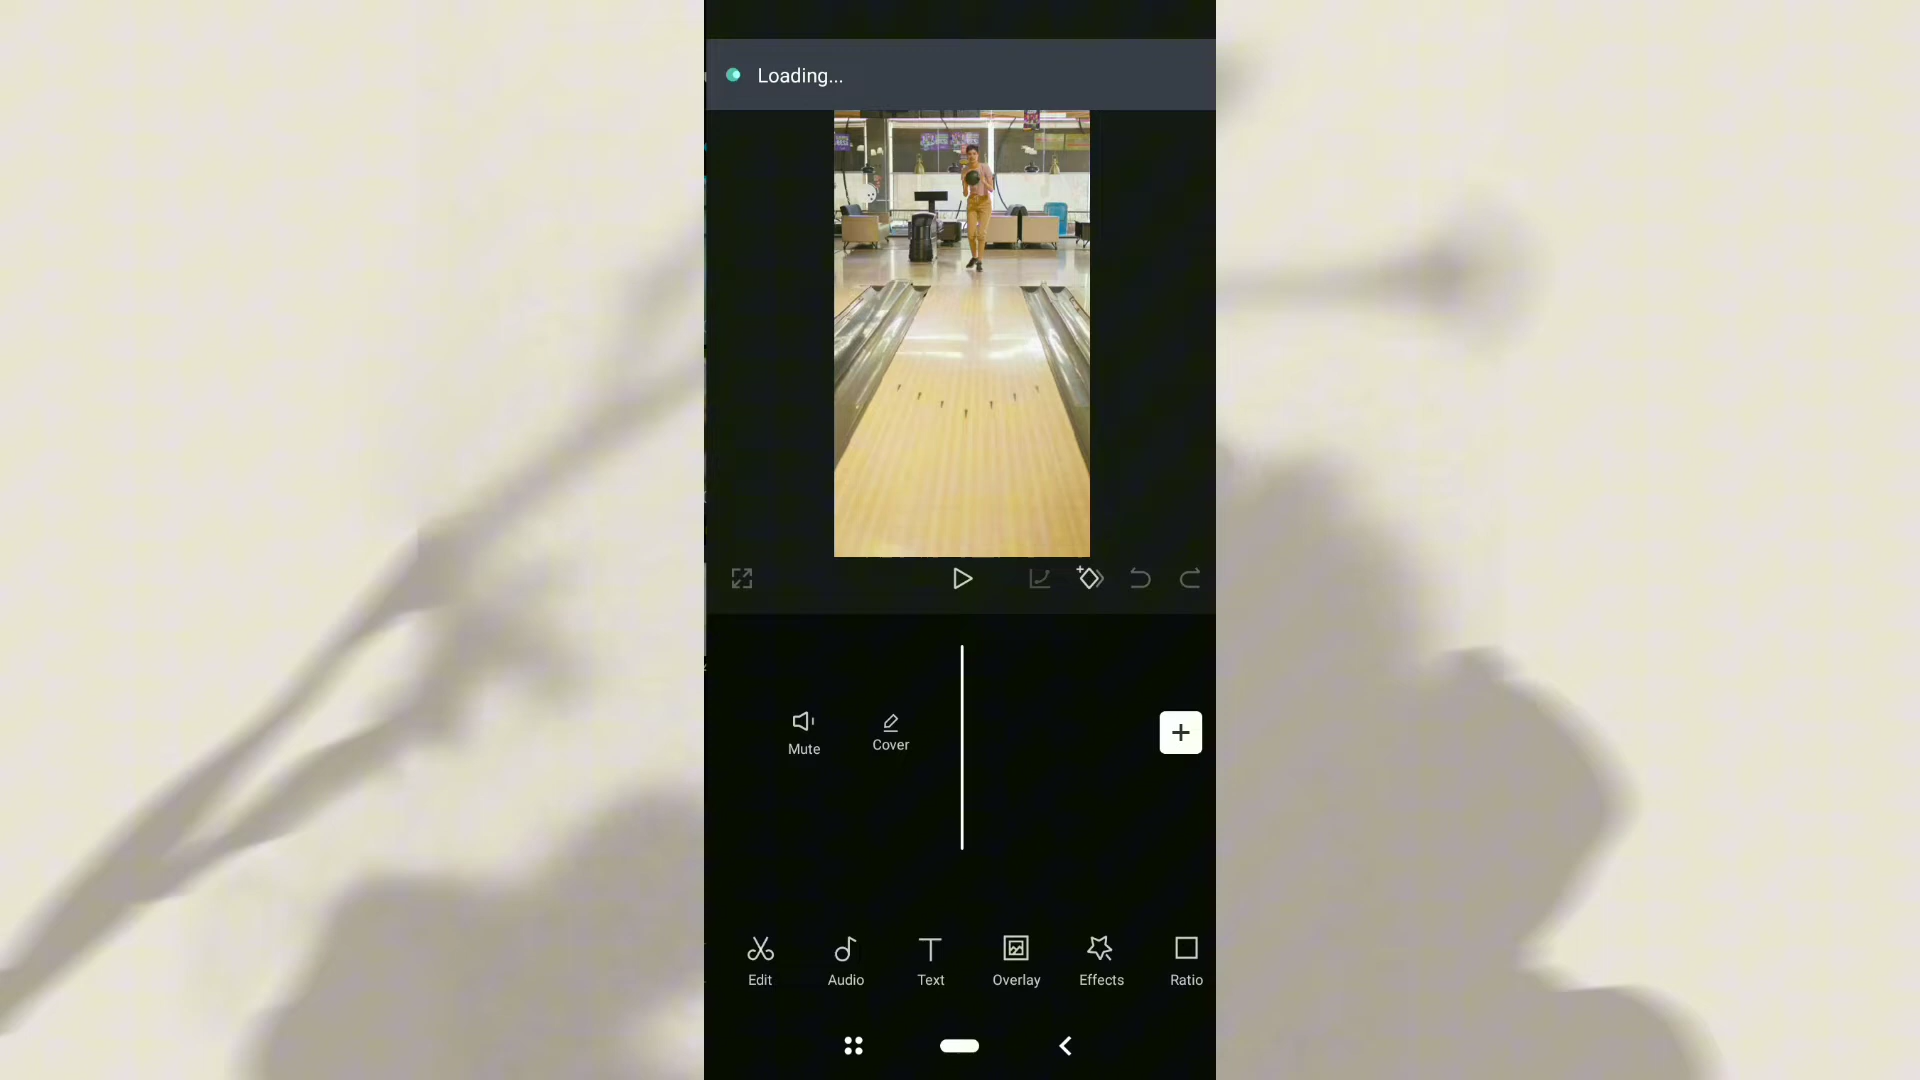 Loading...
Mute
Cover
Edit
Audio
Text
Overlay
Effects
Ratio